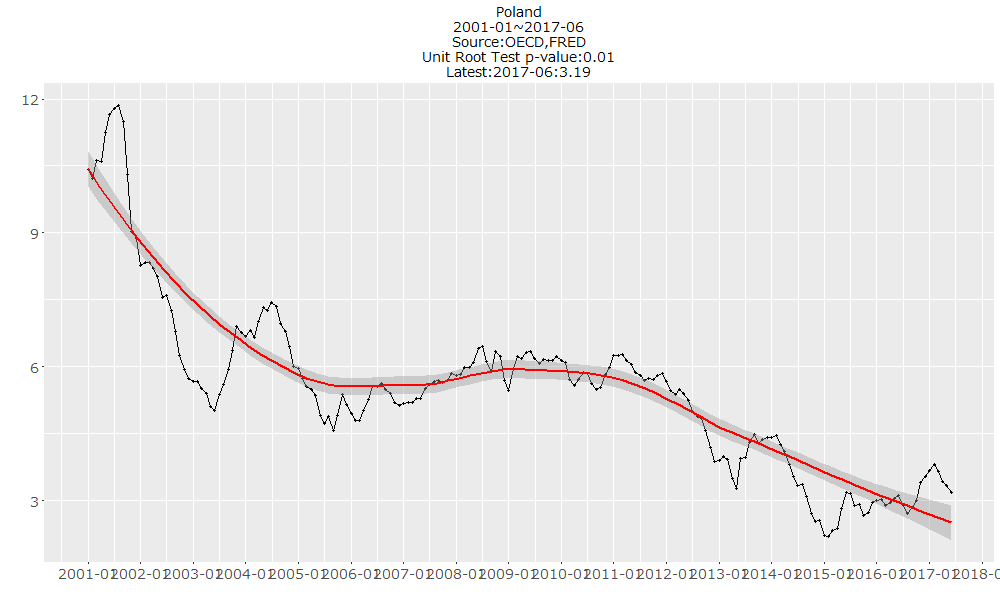 Poland
2001-01~2017-06
Source:OECD,FRED
Unit Root Test p-value:0.01
Latest:2017-06:3.19
12
9
6
3
2001-01 2002-01 2003-01 2004-01 2005-01 2006-01 2007-01 2008-01 2009-01 2010-01 2011-01 2012-01 2013-01 2014-01 2015-01 2016-01 2017-01 2018-0